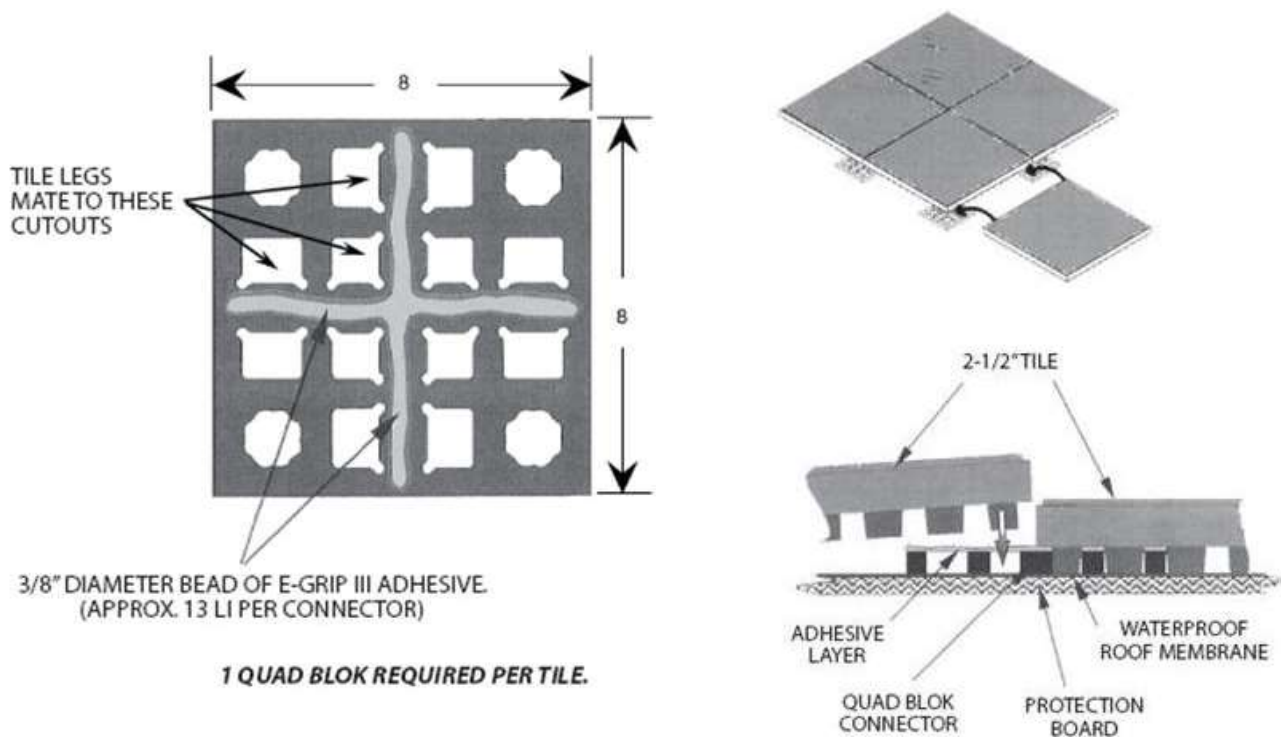 8
TILE LEGS
MATE TO THESE
CUTOUTS
8
3/8" DIAMETER BEAD OF E-GRIP III ADHESIVE.
(APPROX. 13 LI PER CONNECTOR)
1 QUAD BLOK REQUIRED PER TILE.
2-1/2" TILE
ADHESIVE
LAYER
QUAD BLOK
CONNECTOR
PROTECTION
BOARD
WATERPROOF
ROOF MEMBRANE